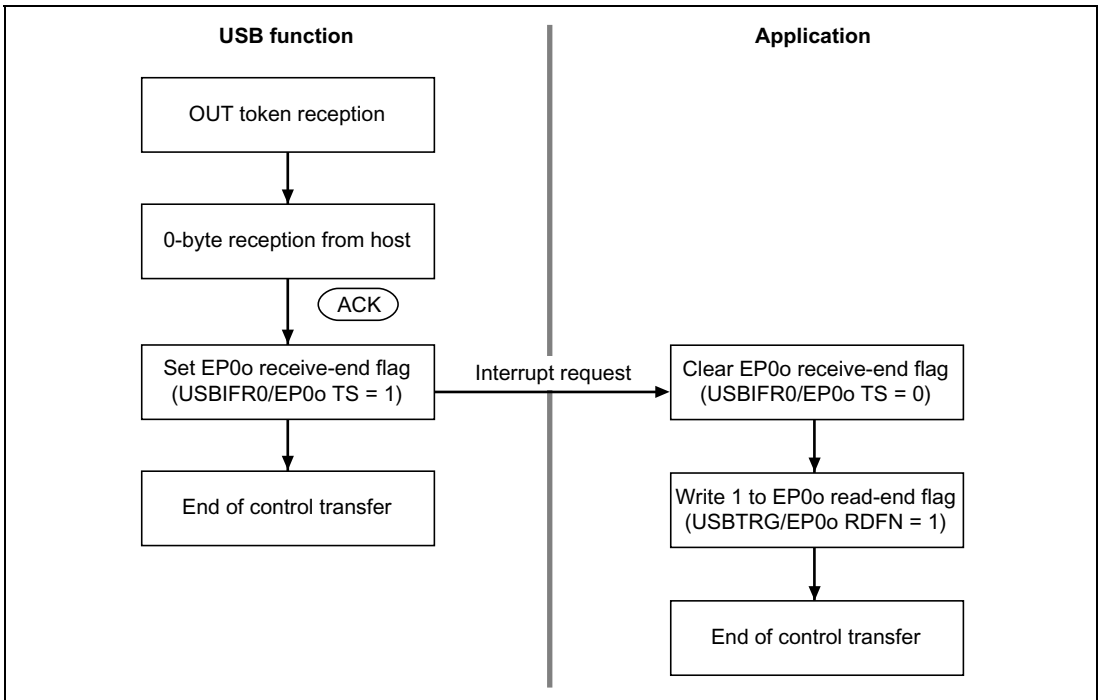 USB function
Application
OUT token reception
0-byte reception from host
ACK
Set EP0o receive-end flag
(USBIFR0/EP0o TS = 1)
Interrupt request
Clear EP0o receive-end flag
(USBIFR0/EP0o TS = 0)
End of control transfer
Write 1 to EP0o read-end flag
(USBTRG/EP0o RDFN = 1)
End of control transfer